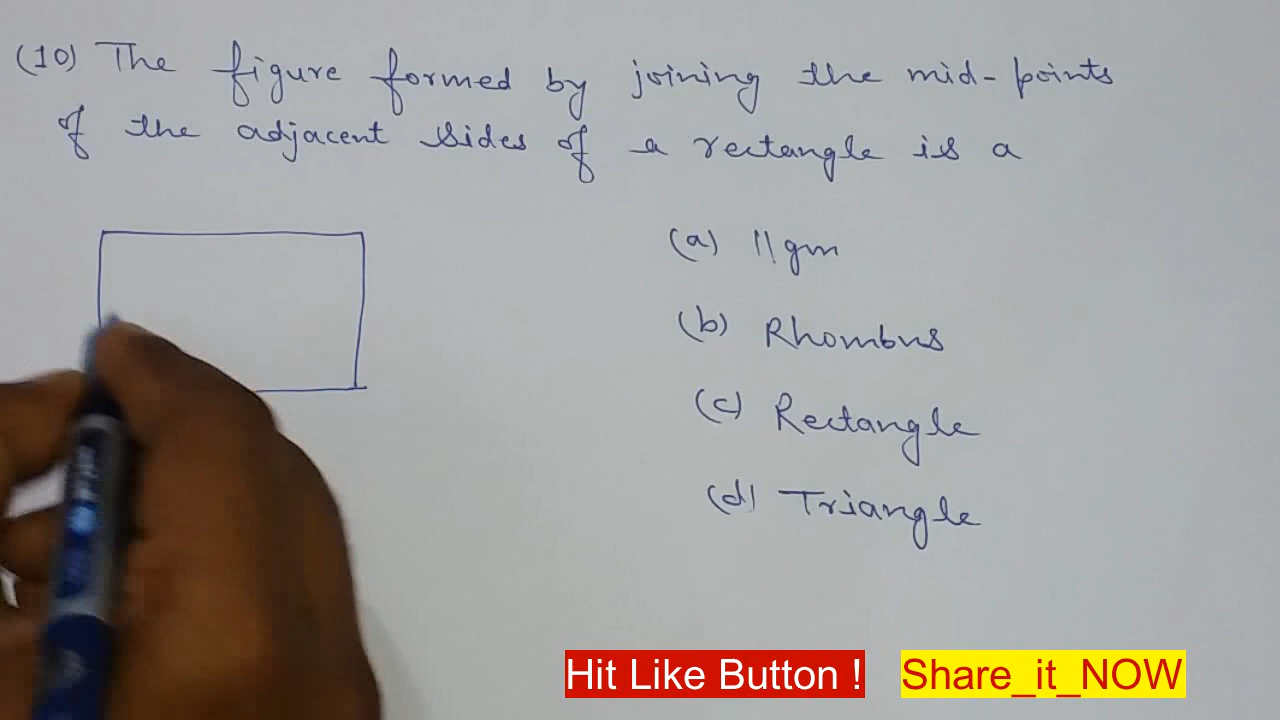 (10) The figure formed by joining the mid-points
of the adjacent sides of a rectangle is a
(a) ||gm
(b) Rhombus
(c) Rectangle
(d) Triangle
Hit Like Button ! Share_it_NOW